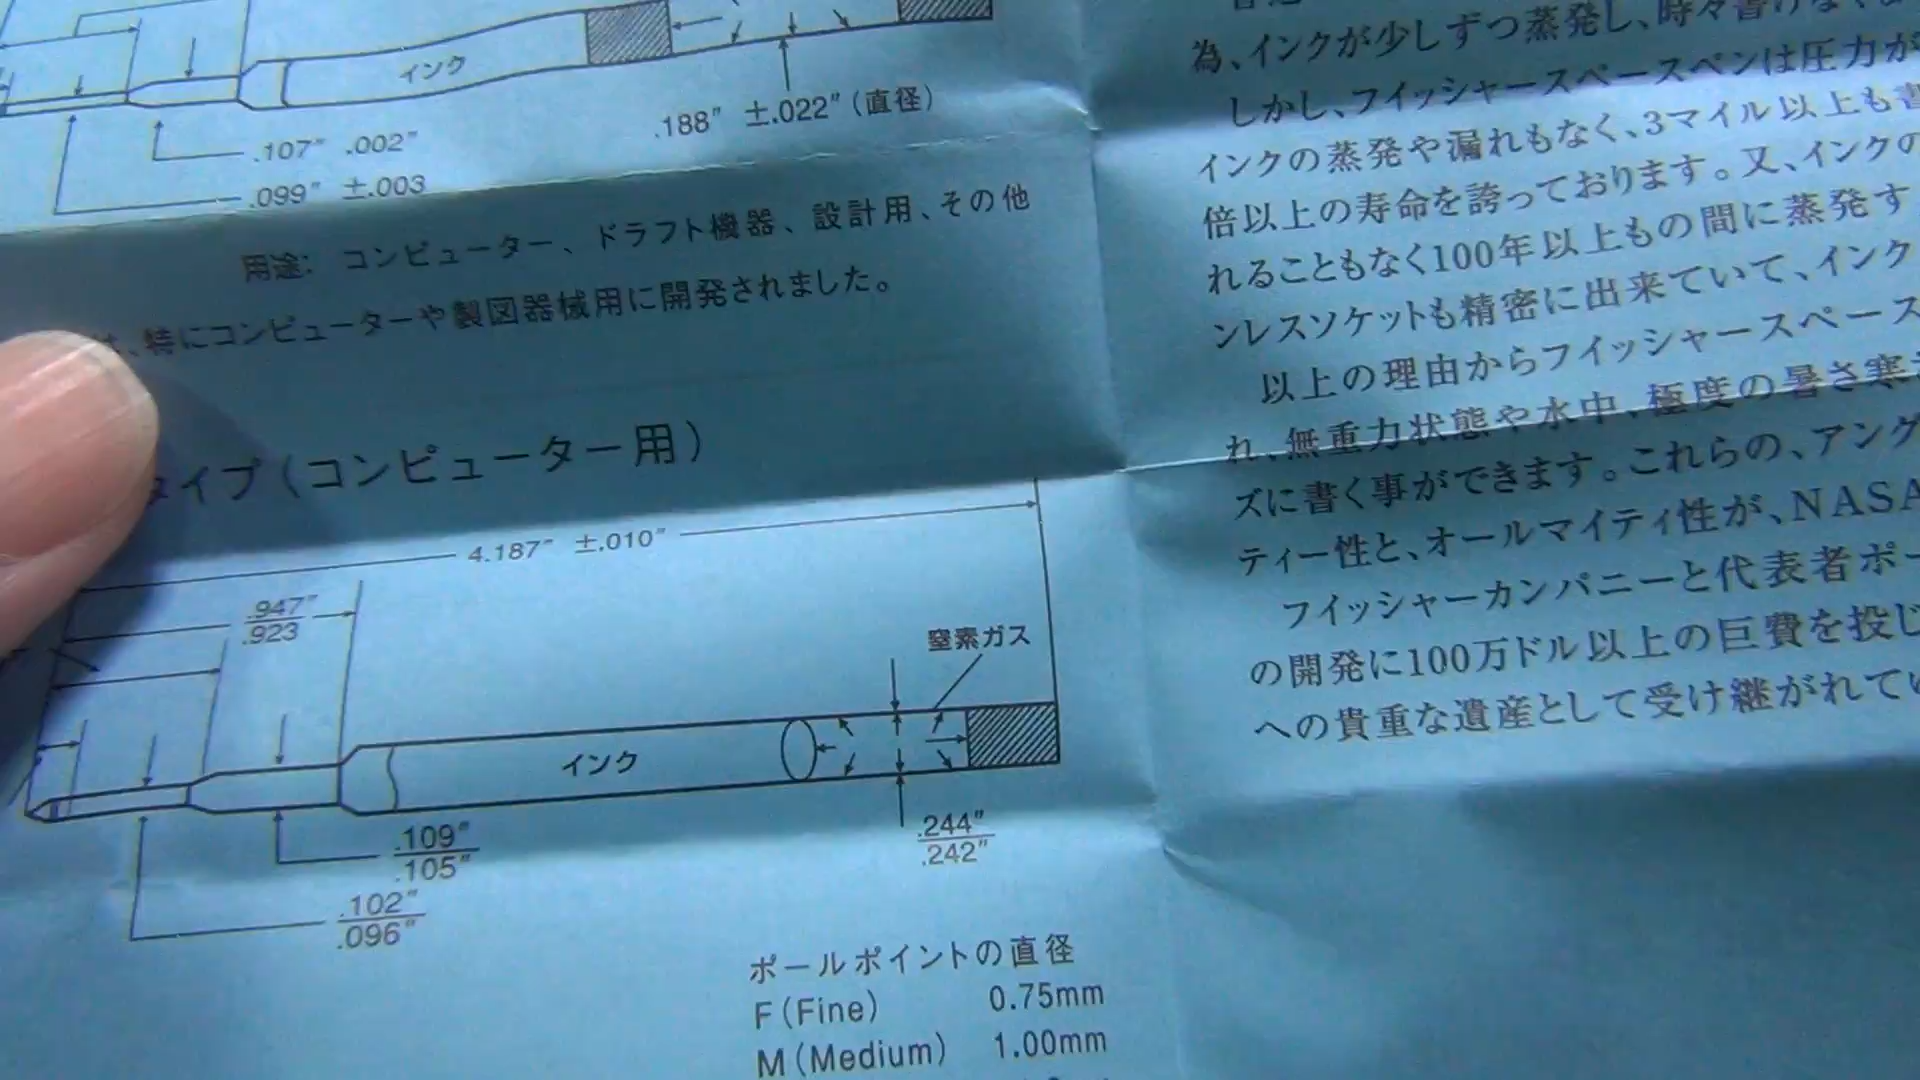 インク
.188" ±.022" (直径)
.107" .002"
.099" ±.003
用途: コンピューター、ドラフト機器、設計用、その他
、特にコンピューターや製図器械用に開発されました。
タイプ (コンピューター用)
4.187" ±.010"
.947"
.923
窒素ガス
インク
.244"
.242"
.109"
.105"
.102"
.096"
ボールポイントの直径
F (Fine) 0.75mm
M (Medium) 1.00mm
為、インクが少しずつ蒸発し、時々書けなく
しかし、フイッシャースペースペンは圧力が
インクの蒸発や漏れもなく、3マイル以上も書
倍以上の寿命を誇っております。又、インクの
れることもなく100年以上もの間に蒸発す
ンレスソケットも精密に出来ていて、インク
以上の理由からフイッシャースペース
れ、無重力状態や水中、極度の暑さ寒
ズに書く事ができます。これらの、アング
ティー性と、オールマイティ性が、NASA
フイッシャーカンパニーと代表者ポー
の開発に100万ドル以上の巨費を投じ
への貴重な遺産として受け継がれてい